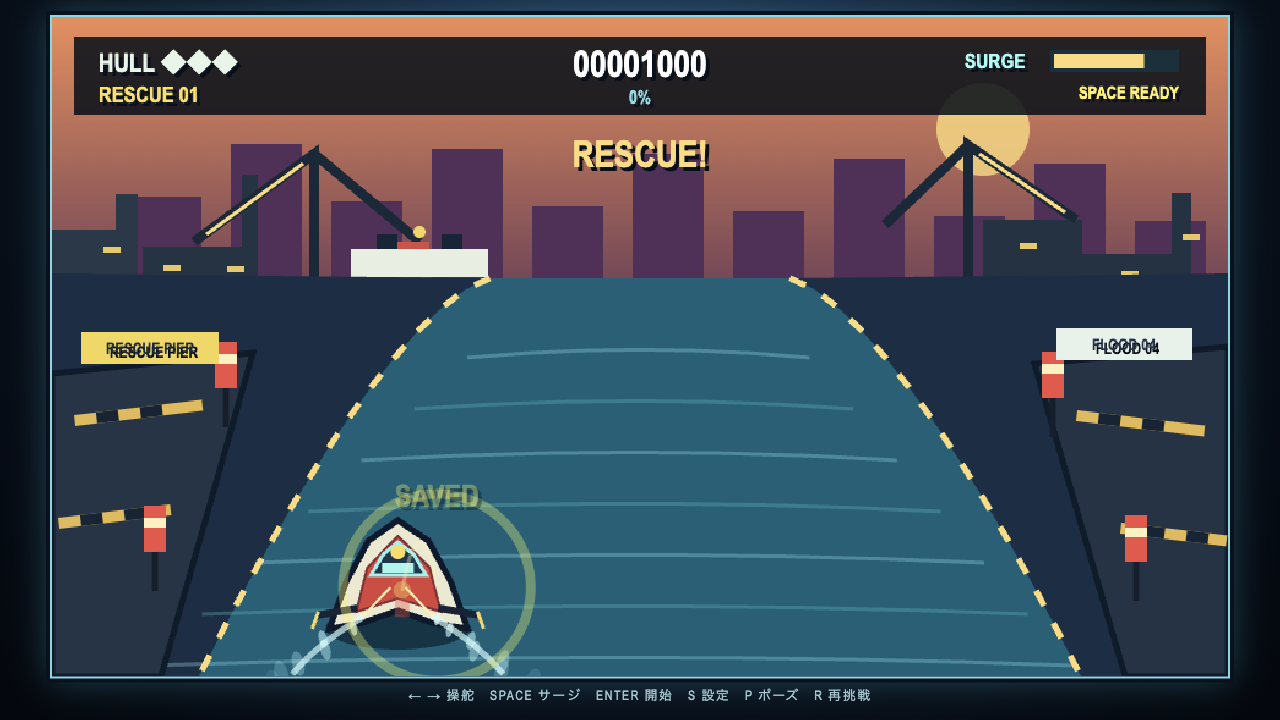 HULL
00001000
SURGE
RESCUE 01
0%
SPACE READY
RESCUE!
RESCUE PIER
FLOOD 04
SAVED
← → 操舵 SPACE サージ ENTER 開始 S 設定 P ポーズ R 再挑戦